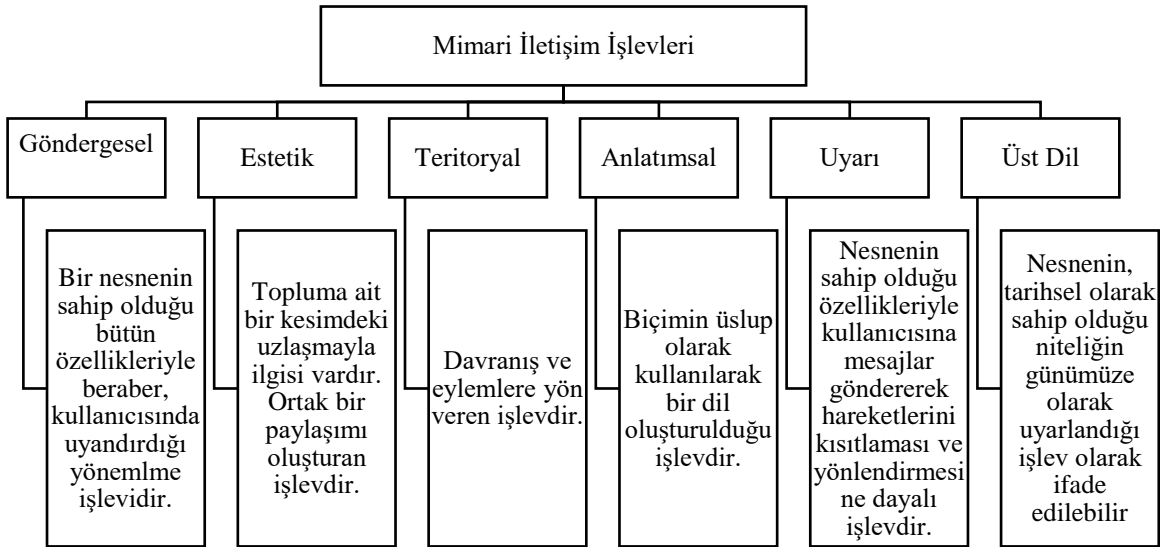 Mimari İletişim İşlevleri
Göndergesel
Estetik
Teritoryal
Anlatımsal
Uyarı
Üst Dil
Bir nesnenin
sahip olduğu
bütün
özellikleriyle
beraber,
kullanıcısında
uyandırdığı
yönemlme
işlevidir.
Topluma ait
bir kesimdeki
uzlaşmayla
ilgisi vardır.
Ortak bir
paylaşımı
oluşturan
işlevdir.
Davranış ve
eylemlere yön
veren işlevdir.
Biçimin üslup
olarak
kullanılarak
bir dil
oluşturulduğu
işlevdir.
Nesnenin
sahip olduğu
özellikleriyle
kullanıcısına
mesajlar
göndererek
hareketlerini
kısıtlaması ve
yönlendirmesi
ne dayalı
işlevdir.
Nesnenin,
tarihsel olarak
sahip olduğu
niteliğin
günümüze
olarak
uyarlandığı
işlev olarak
ifade
edilebilir